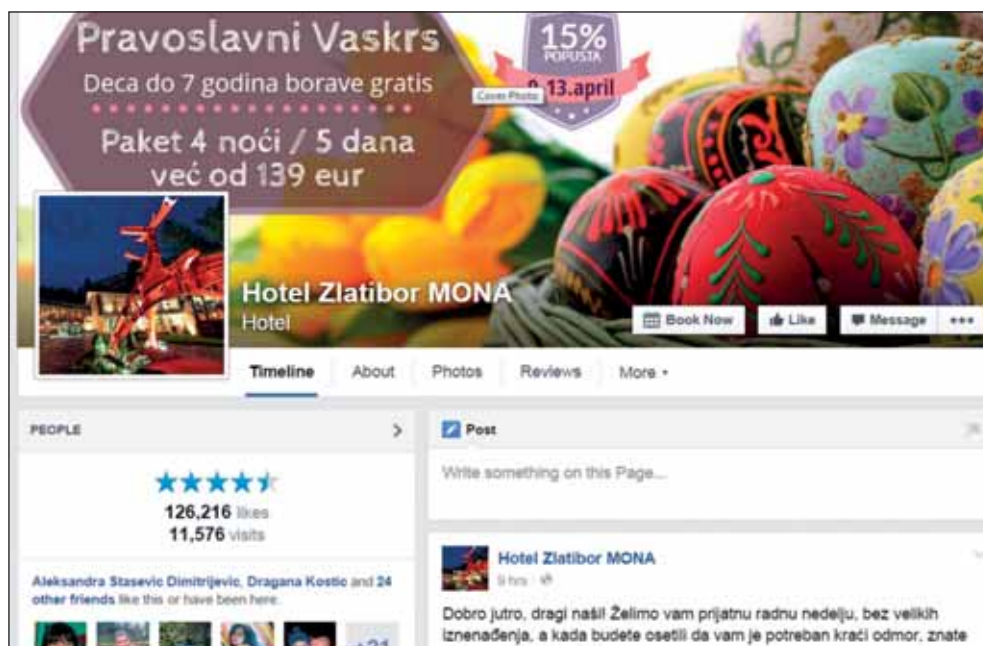 Pravoslavni Vaskrs
Deca do 7 godina borave gratis
Paket 4 noći / 5 dana
već od 139 eur
15%
POPUSTA
13.april
Cover Photo
Hotel Zlatibor MONA
Hotel
Book Now
Like
Message
•••
Timeline
About
Photos
Reviews
More
PEOPLE
>
126,216 likes
11,576 visits
Aleksandra Stasevic Dimitrijevic, Dragana Kostic and 24
other friends like this or have been here.
Post
Write something on this Page...
Hotel Zlatibor MONA
9 hrs
Dobro jutro, dragi naši! Želimo vam prijatnu radnu nedelju, bez velikih
iznenađenja, a kada budete osetili da vam je potreban kraći odmor, znate